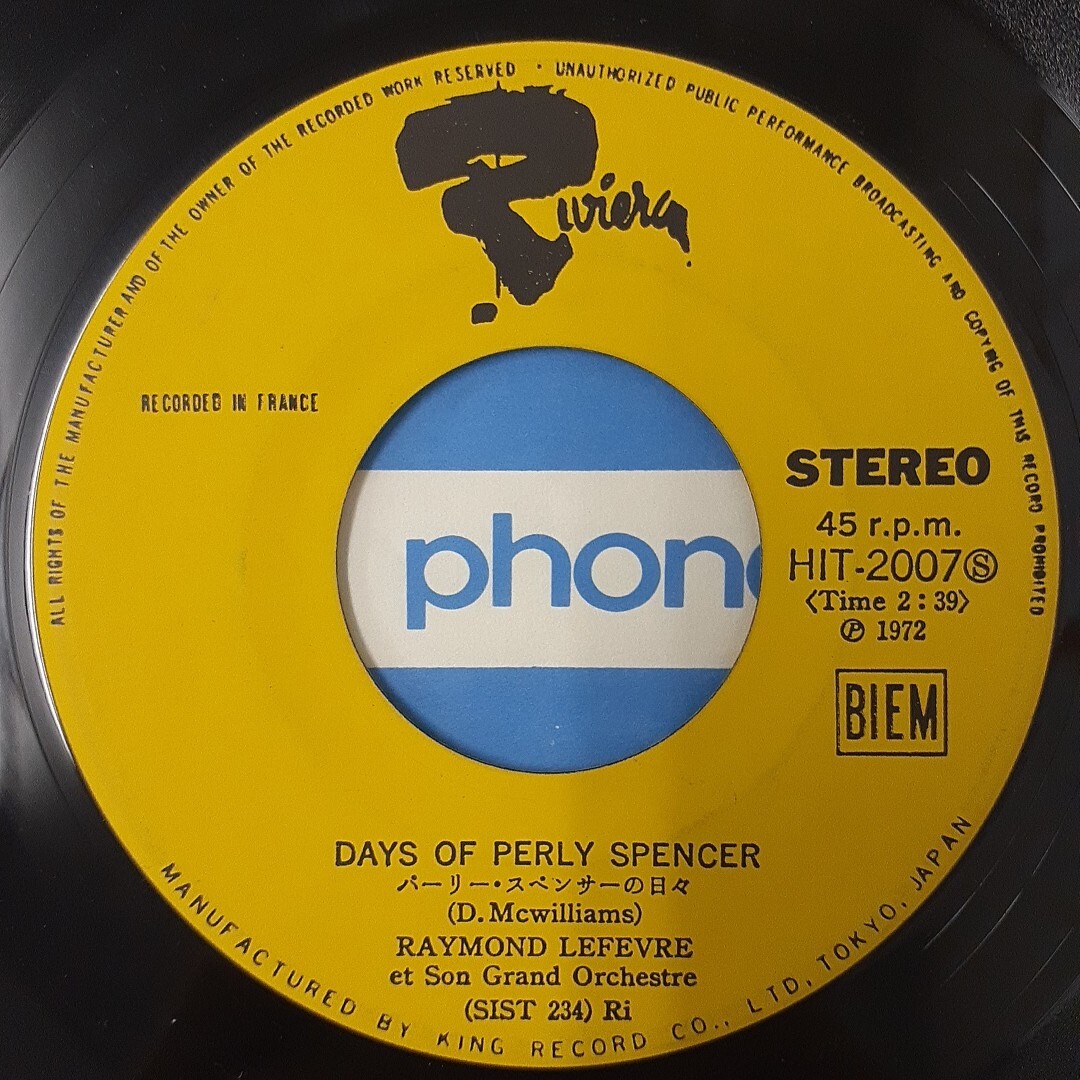 ALL RIGHTS OF THE MANUFACTURER AND OF THE OWNER OF THE RECORDED WORK RESERVED · UNAUTHORIZED PUBLIC PERFORMANCE BROADCASTING AND COPYING OF THIS RECORD PROHIBITED
Riviera
RECORDED IN FRANCE
phono
STEREO
45 r.p.m.
HIT-2007Ⓢ
〈Time 2:39〉
Ⓟ 1972
BIEM
DAYS OF PERLY SPENCER
パーリー・スペンサーの日々
(D. Mcwilliams)
RAYMOND LEFEVRE
et Son Grand Orchestre
(SIST 234) Ri
MANUFACTURED BY KING RECORD CO., LTD, TOKYO, JAPAN